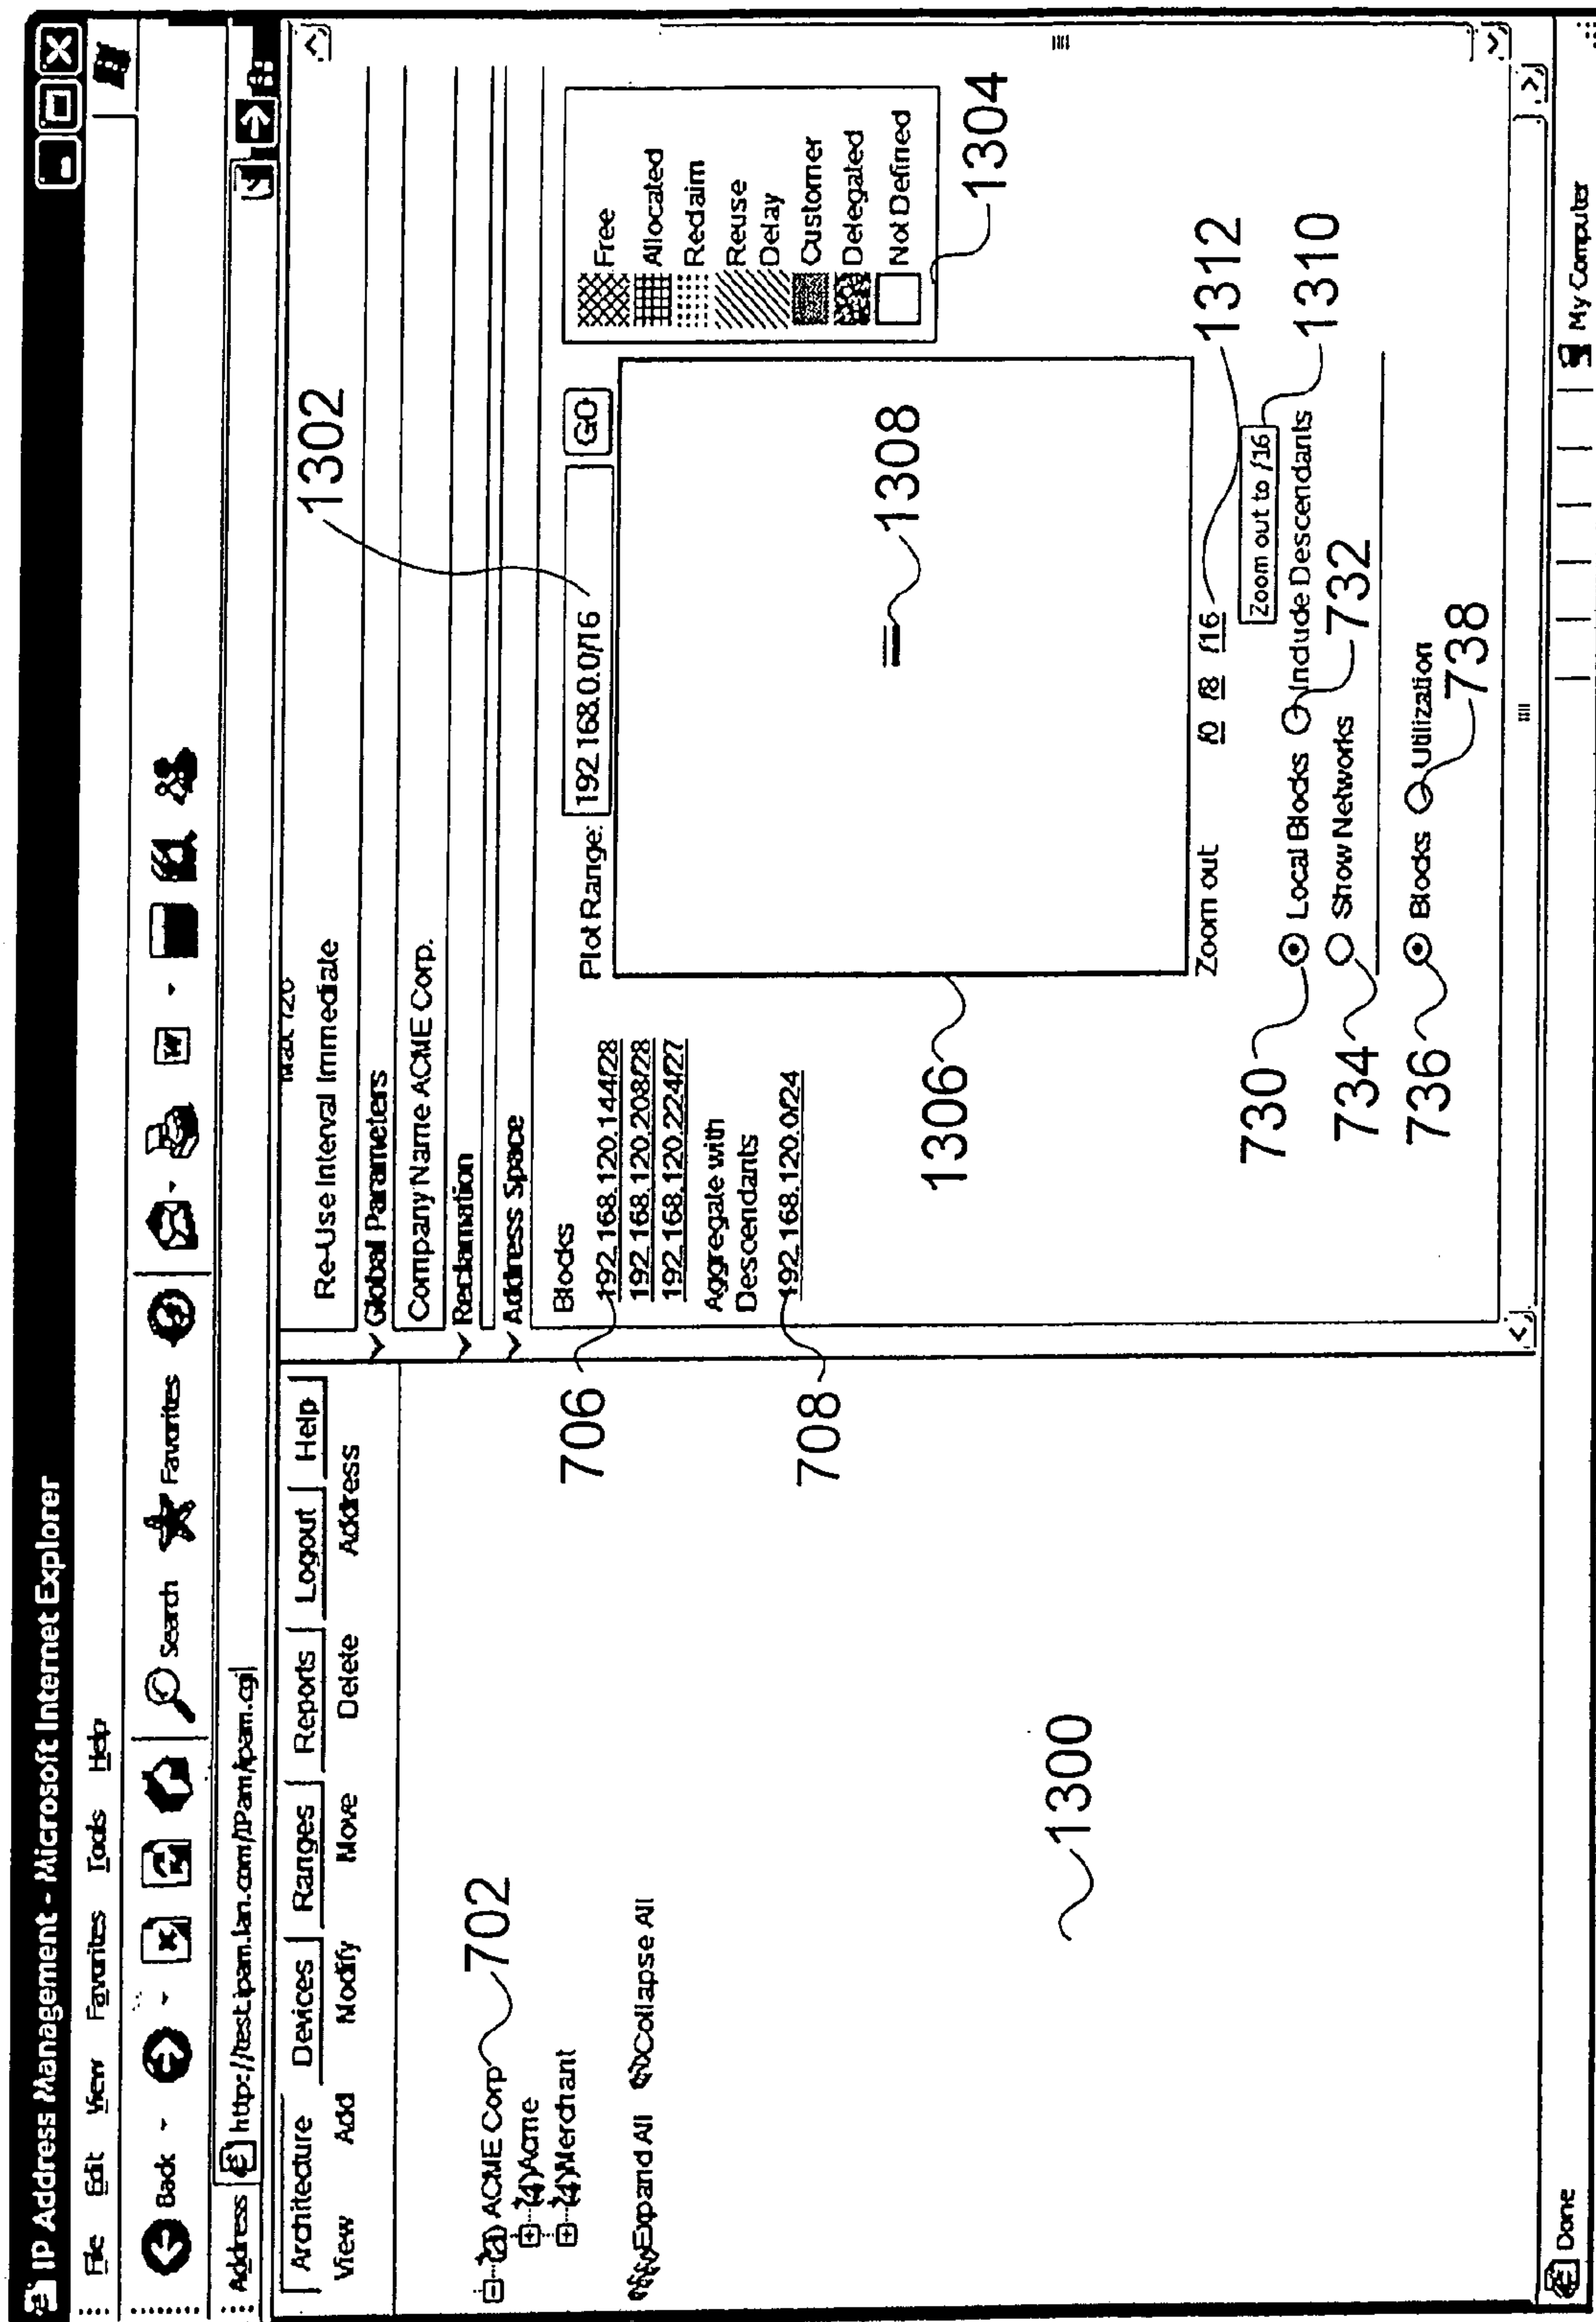 IP Address Management - Microsoft Internet Explorer
File Edit View Favorites Tools Help
Back Search Favorites
Address http://test.ipam.lan.com/IPam/ipam.cgi
Architecture Devices Ranges Reports Logout Help
View Add Modify Move Delete Address
ACME Corp 702
(4)Acme
(4)Merchant
Expand All Collapse All
1300
Re-Use Interval Immediate
1302
Global Parameters
Company Name ACME Corp.
Reclamation
Address Space
Blocks
706
192.168.120.144/28
192.168.120.208/28
192.168.120.224/27
Aggregate with
Descendants
708
192.168.120.0/24
Plot Range: 192.168.0.0/16 GO
1306
1308
Free
Allocated
Reclaim
Reuse
Delay
Customer
Delegated
Not Defined
1304
Zoom out /0 /8 /16
1312
Zoom out to /16
1310
730
Local Blocks Include Descendants
734
Show Networks 732
736
Blocks Utilization
738
Done My Computer